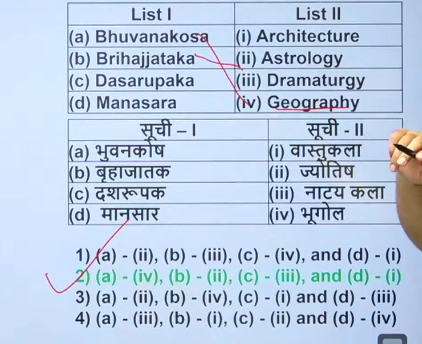 List I List II
(a) Bhuvanakosa (i) Architecture
(b) Brihajjataka (ii) Astrology
(c) Dasarupaka (iii) Dramaturgy
(d) Manasara (iv) Geography
सूची – I सूची - II
(a) भुवनकोष (i) वास्तुकला
(b) बृहाजातक (ii) ज्योतिष
(c) दशरूपक (iii) नाटय कला
(d) मानसार (iv) भूगोल
1) (a) - (ii), (b) - (iii), (c) - (iv), and (d) - (i)
2) (a) - (iv), (b) - (ii), (c) - (iii), and (d) - (i)
3) (a) - (ii), (b) - (iv), (c) - (i) and (d) - (iii)
4) (a) - (iii), (b) - (i), (c) - (ii) and (d) - (iv)